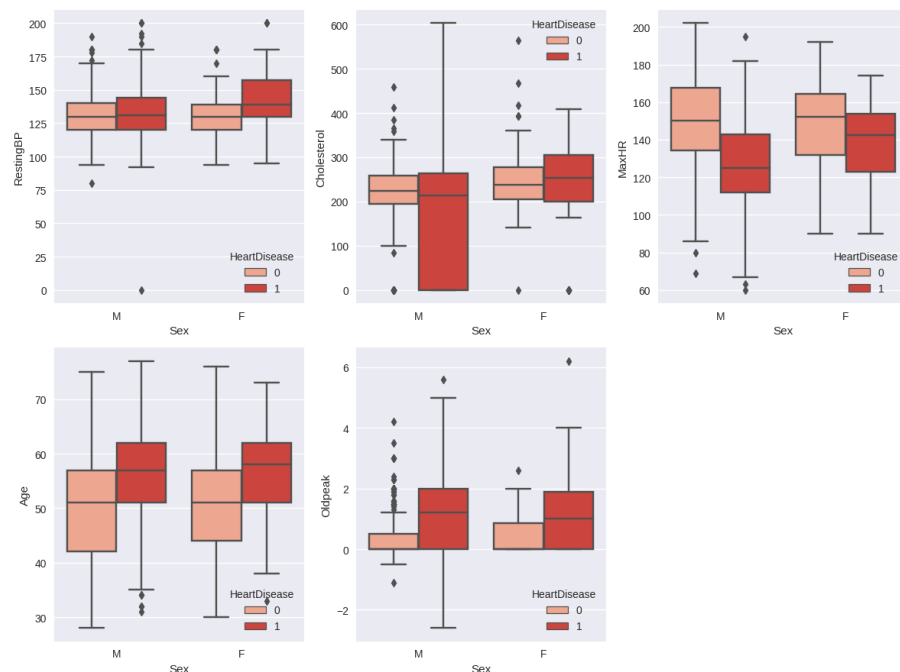 RestingBP
200
175
150
125
100
75
50
25
0
M
F
Sex
HeartDisease
0
1
Cholesterol
600
500
400
300
200
100
0
M
F
Sex
HeartDisease
0
1
MaxHR
200
180
160
140
120
100
80
60
M
F
Sex
HeartDisease
0
1
Age
70
60
50
40
30
M
F
Sex
HeartDisease
0
1
Oldpeak
6
4
2
0
−2
M
F
Sex
HeartDisease
0
1